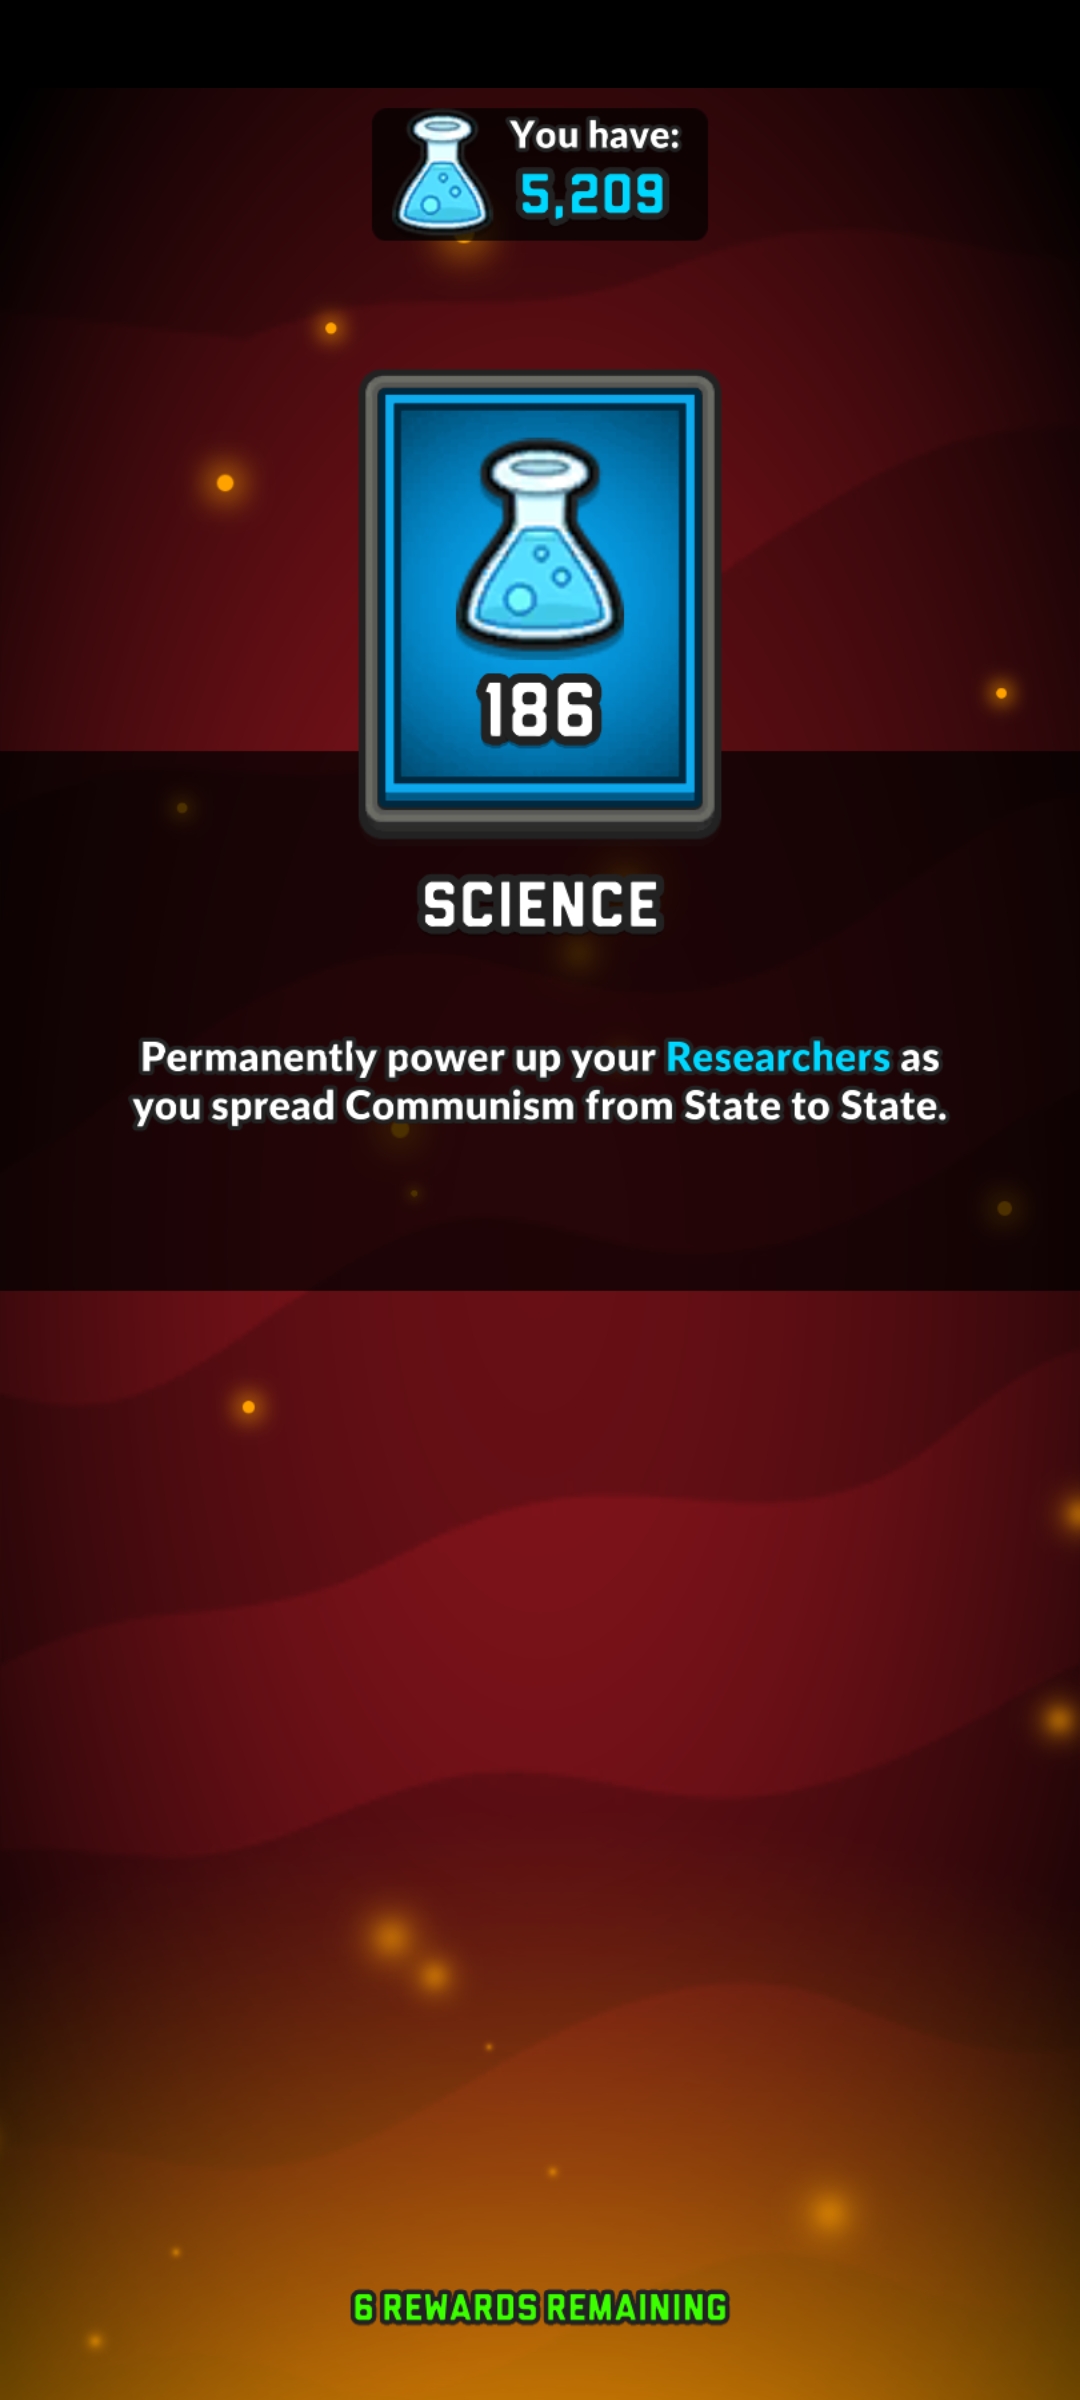 You have:
5,209
186
SCIENCE
Permanently power up your Researchers as
you spread Communism from State to State.
6 REWARDS REMAINING